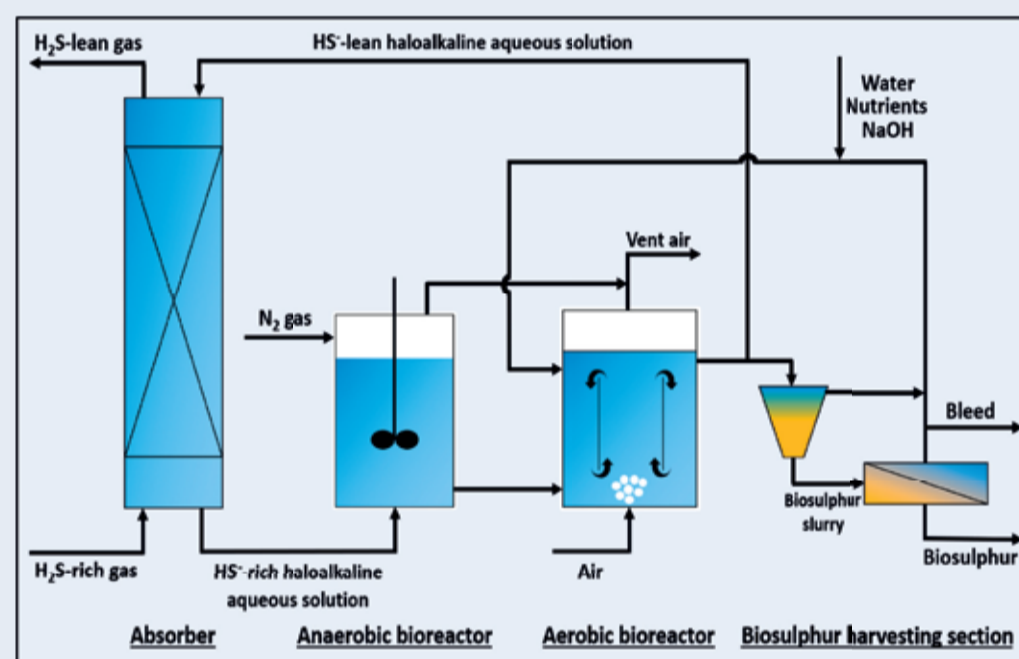 H₂S-lean gas
HS⁻-lean haloalkaline aqueous solution
Water
Nutrients
NaOH
Vent air
N₂ gas
Bleed
Biosulphur
slurry
Biosulphur
H₂S-rich gas
HS⁻-rich haloalkaline
aqueous solution
Air
Absorber
Anaerobic bioreactor
Aerobic bioreactor
Biosulphur harvesting section